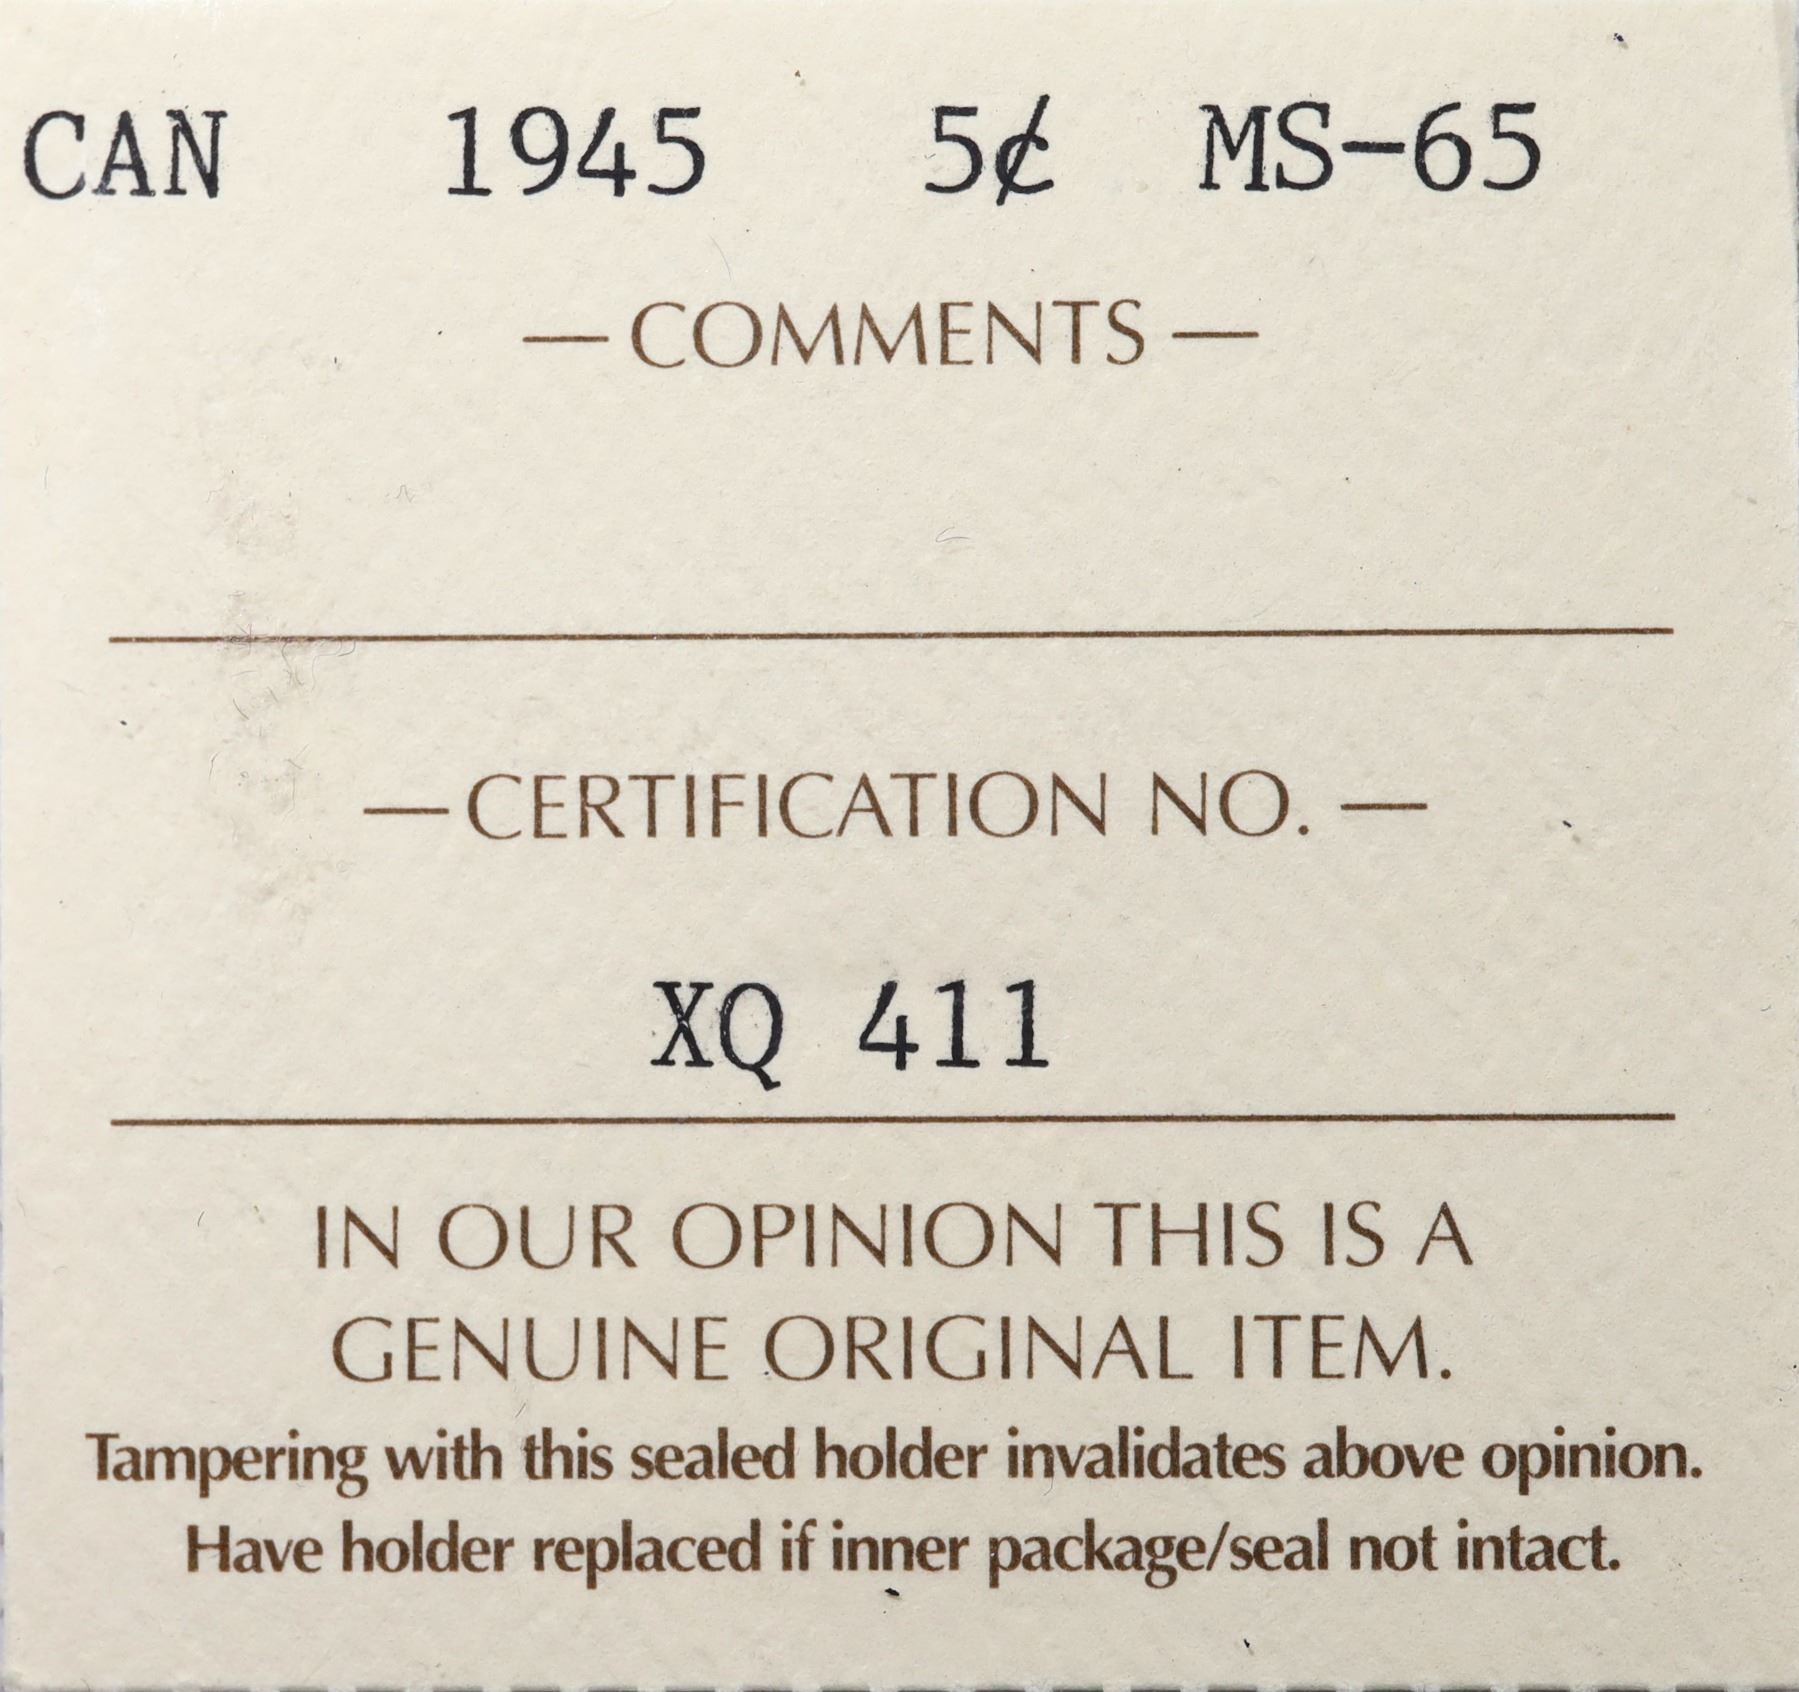 CAN 1945 5¢ MS-65
— COMMENTS —
— CERTIFICATION NO. —
XQ 411
IN OUR OPINION THIS IS A
GENUINE ORIGINAL ITEM.
Tampering with this sealed holder invalidates above opinion.
Have holder replaced if inner package/seal not intact.